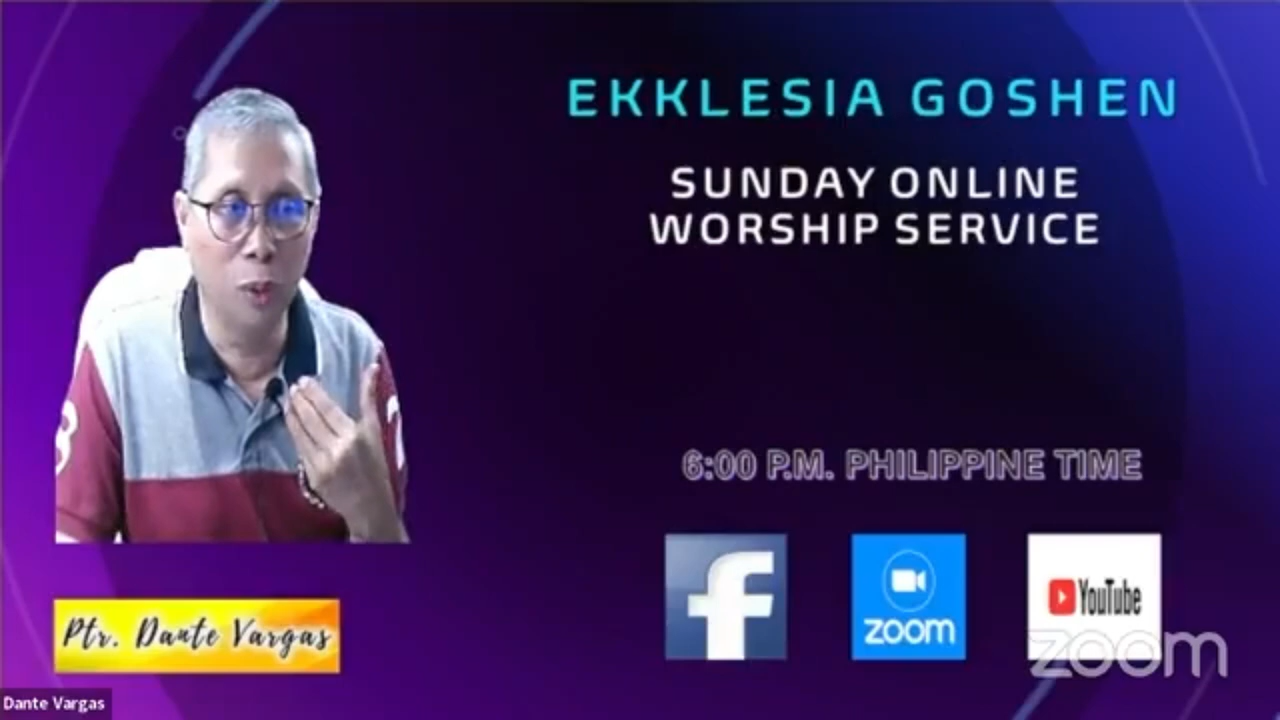 EKKLESIA GOSHEN
SUNDAY ONLINE
WORSHIP SERVICE
6:00 P.M. PHILIPPINE TIME
f
zoom
YouTube
zoom
Ptr. Dante Vargas
Dante Vargas